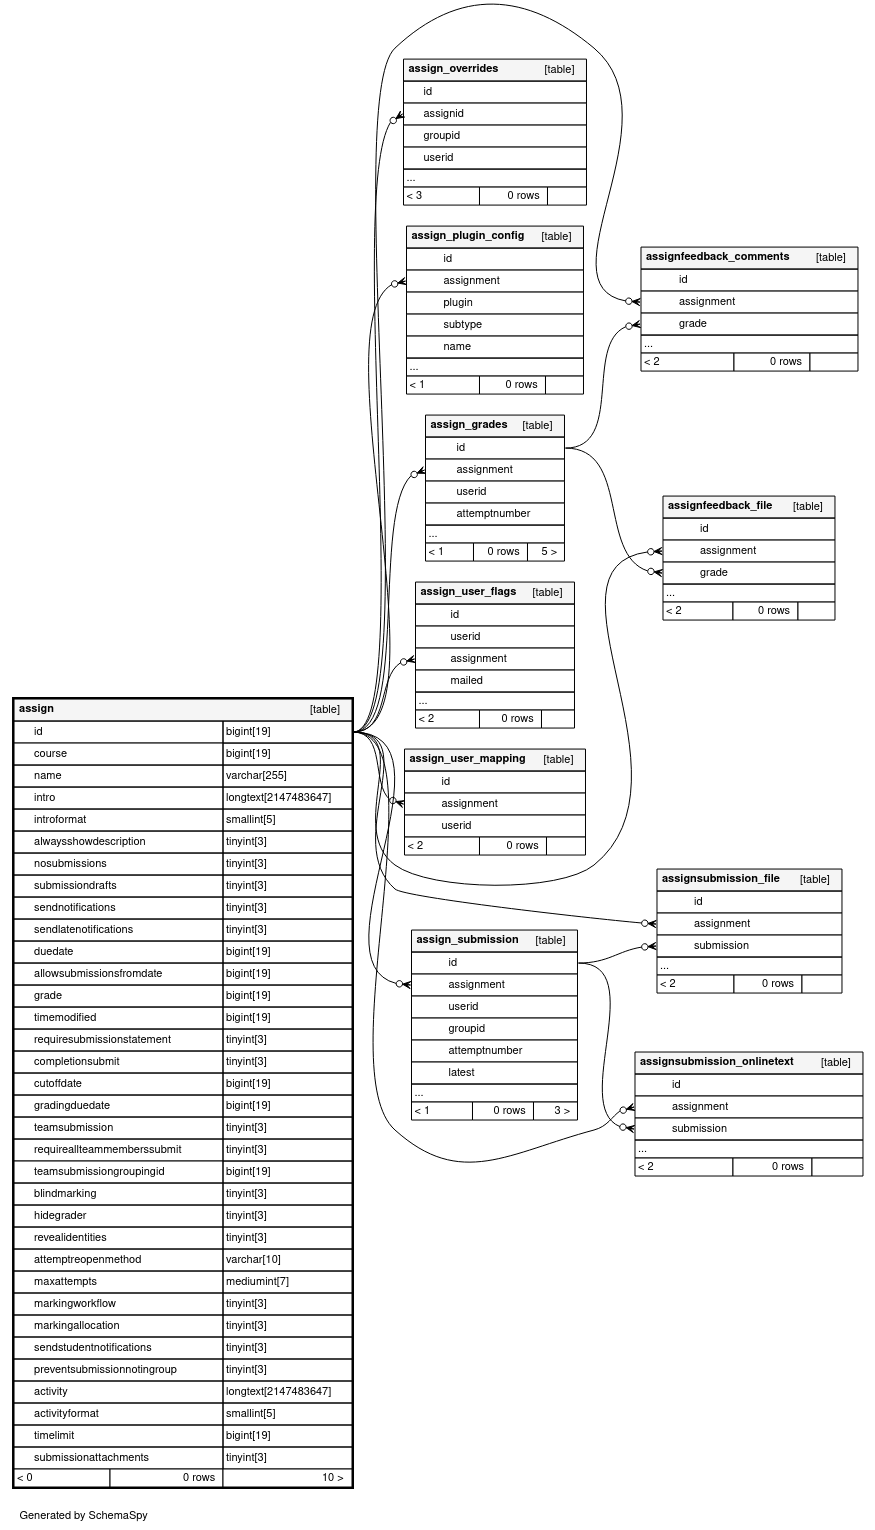 assign_overrides [table]
id
assignid
groupid
userid
...
< 3 0 rows
assign_plugin_config [table]
id
assignment
plugin
subtype
name
...
< 1 0 rows
assignfeedback_comments [table]
id
assignment
grade
...
< 2 0 rows
assign_grades [table]
id
assignment
userid
attemptnumber
...
< 1 0 rows 5 >
assignfeedback_file [table]
id
assignment
grade
...
< 2 0 rows
assign_user_flags [table]
id
userid
assignment
mailed
...
< 2 0 rows
assign [table]
id bigint[19]
course bigint[19]
name varchar[255]
intro longtext[2147483647]
introformat smallint[5]
alwaysshowdescription tinyint[3]
nosubmissions tinyint[3]
submissiondrafts tinyint[3]
sendnotifications tinyint[3]
sendlatenotifications tinyint[3]
duedate bigint[19]
allowsubmissionsfromdate bigint[19]
grade bigint[19]
timemodified bigint[19]
requiresubmissionstatement tinyint[3]
completionsubmit tinyint[3]
cutoffdate bigint[19]
gradingduedate bigint[19]
teamsubmission tinyint[3]
requireallteammemberssubmit tinyint[3]
teamsubmissiongroupingid bigint[19]
blindmarking tinyint[3]
hidegrader tinyint[3]
revealidentities tinyint[3]
attemptreopenmethod varchar[10]
maxattempts mediumint[7]
markingworkflow tinyint[3]
markingallocation tinyint[3]
sendstudentnotifications tinyint[3]
preventsubmissionnotingroup tinyint[3]
activity longtext[2147483647]
activityformat smallint[5]
timelimit bigint[19]
submissionattachments tinyint[3]
< 0 0 rows 10 >
assign_user_mapping [table]
id
assignment
userid
< 2 0 rows
assignsubmission_file [table]
id
assignment
submission
...
< 2 0 rows
assign_submission [table]
id
assignment
userid
groupid
attemptnumber
latest
...
< 1 0 rows 3 >
assignsubmission_onlinetext [table]
id
assignment
submission
...
< 2 0 rows
Generated by SchemaSpy